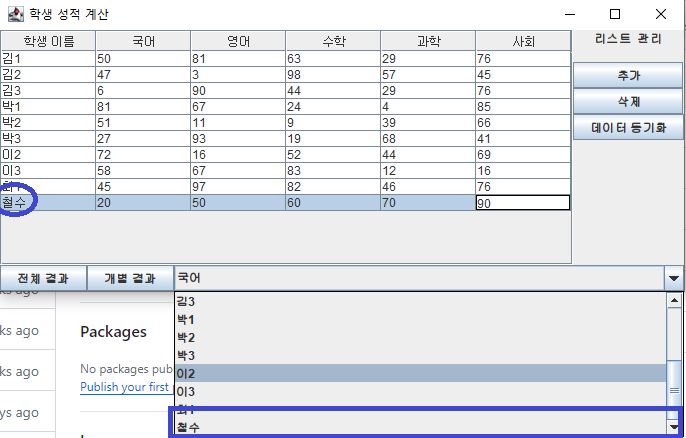 학생 성적 계산
학생 이름 국어 영어 수학 과학 사회
김1 50 81 63 29 76
김2 47 3 98 57 45
김3 6 90 44 29 76
박1 81 67 24 4 85
박2 51 11 9 39 66
박3 27 93 19 68 41
이2 72 16 52 44 69
이3 58 67 83 12 16
45 97 82 46 76
철수 20 50 60 70 90
리스트 관리
추가
삭제
데이터 동기화
전체 결과 개별 결과 국어
김3
박1
박2
박3
이2
이3
철수
ks ago
ks ago
ys ago
Packages
No packages pub
Publish your first